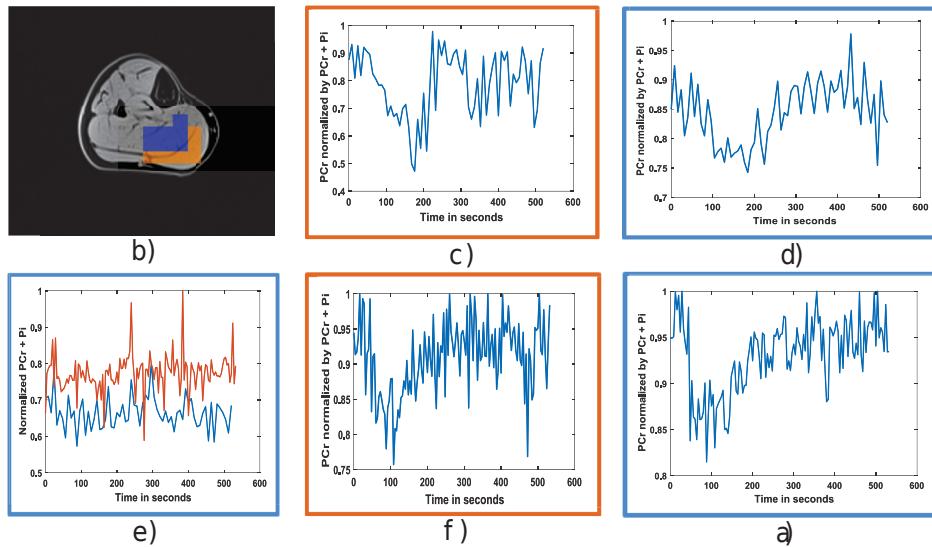 PCr normalized by PCr + Pi
1
0.9
0.8
0.7
0.6
0.5
0.4
0 100 200 300 400 500 600
Time in seconds
PCr normalized by PCr + Pi
1
0.95
0.9
0.85
0.8
0.75
0.7
0 100 200 300 400 500 600
Time in seconds
b)
c)
d)
Normalized PCr + Pi
1
0.9
0.8
0.7
0.6
0.5
0 100 200 300 400 500 600
Time in seconds
PCr normalized by PCr + Pi
1
0.95
0.9
0.85
0.8
0.75
0 100 200 300 400 500 600
Time in seconds
PCr normalized by PCr + Pi
1
0.95
0.9
0.85
0.8
0 100 200 300 400 500 600
Time in seconds
e)
f)
a)